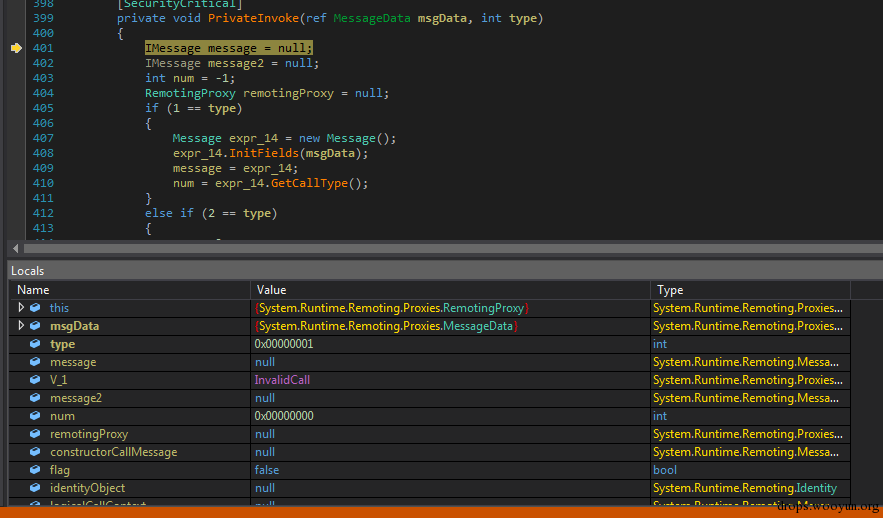 398 [SecurityCritical]
399 private void PrivateInvoke(ref MessageData msgData, int type)
400 {
401 IMessage message = null;
402 IMessage message2 = null;
403 int num = -1;
404 RemotingProxy remotingProxy = null;
405 if (1 == type)
406 {
407 Message expr_14 = new Message();
408 expr_14.InitFields(msgData);
409 message = expr_14;
410 num = expr_14.GetCallType();
411 }
412 else if (2 == type)
413 {
Locals
Name Value Type
this {System.Runtime.Remoting.Proxies.RemotingProxy} System.Runtime.Remoting.Proxies...
msgData {System.Runtime.Remoting.Proxies.MessageData} System.Runtime.Remoting.Proxies...
type 0x00000001 int
message null System.Runtime.Remoting.Messa...
V_1 InvalidCall System.Runtime.Remoting.Proxies...
message2 null System.Runtime.Remoting.Messa...
num 0x00000000 int
remotingProxy null System.Runtime.Remoting.Proxies...
constructorCallMessage null System.Runtime.Remoting.Messa...
flag false bool
identityObject null System.Runtime.Remoting.Identity
logicalCallContext null
drops.wooyun.org